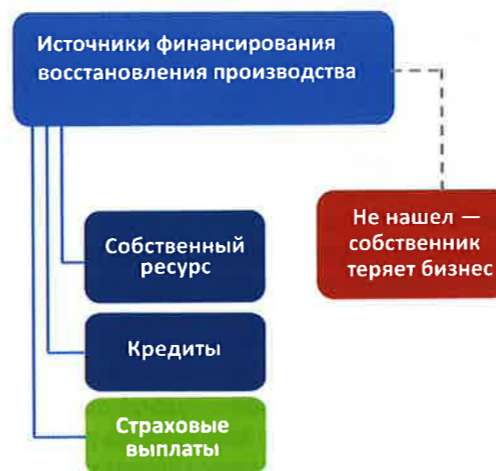 Источники финансирования
восстановления производства
Не нашел —
собственник
теряет бизнес
Собственный
ресурс
Кредиты
Страховые
выплаты